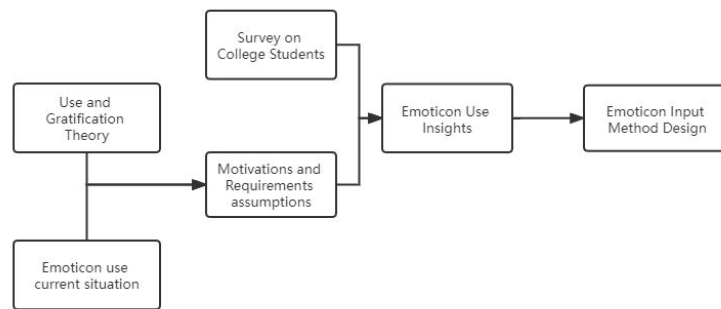 Survey on
College Students
Use and
Gratification
Theory
Emoticon Use
Insights
Emoticon Input
Method Design
Motivations and
Requirements
assumptions
Emoticon use
current situation